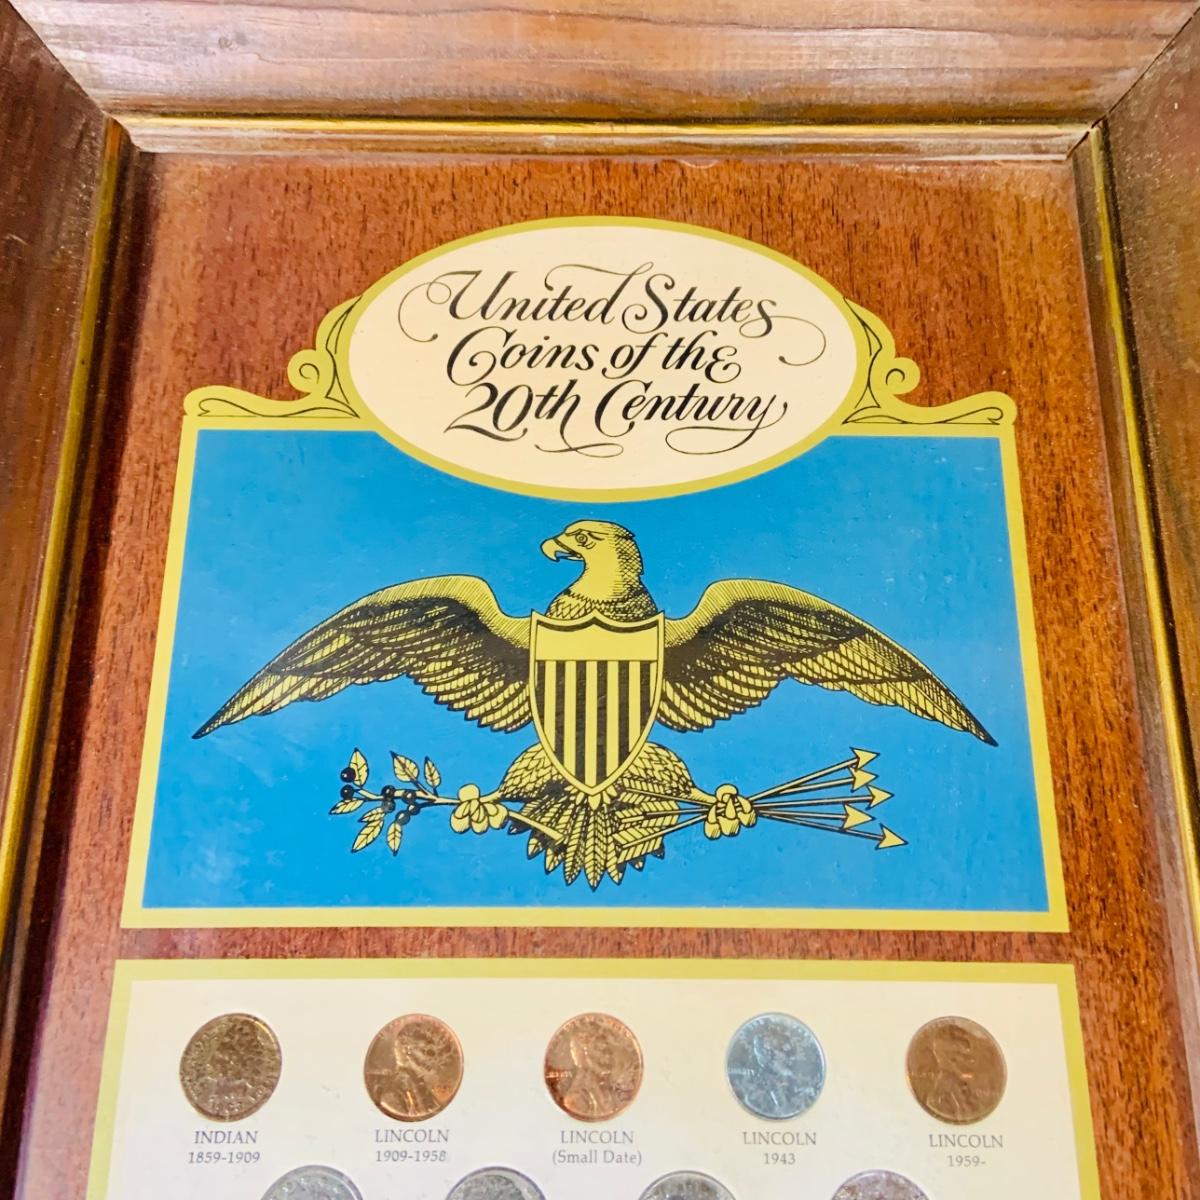 United States
Coins of the
20th Century
INDIAN
1859-1909
LINCOLN
1909-1958
LINCOLN
(Small Date)
LINCOLN
1943
LINCOLN
1959-